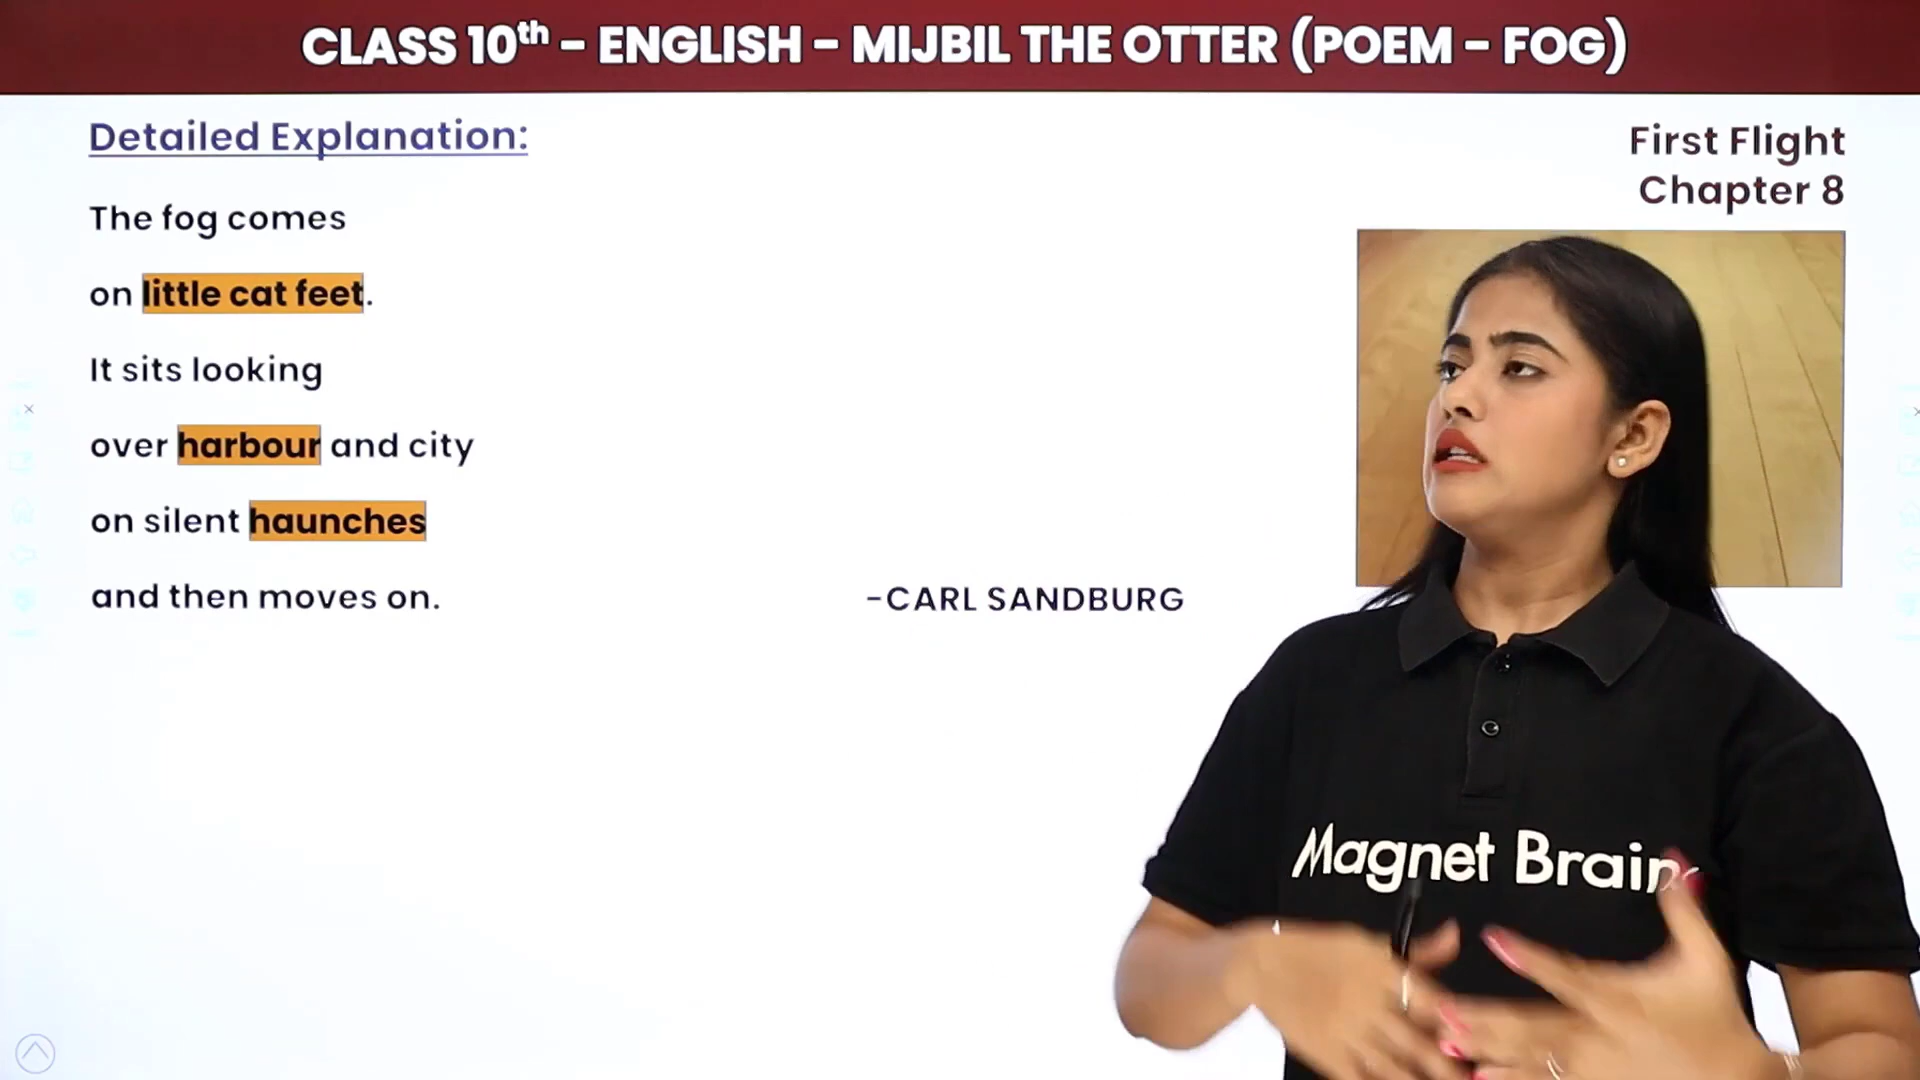 CLASS 10th - ENGLISH - MIJBIL THE OTTER (POEM - FOG)
Detailed Explanation:
First Flight
Chapter 8
The fog comes
on little cat feet.
It sits looking
over harbour and city
on silent haunches
and then moves on.
-CARL SANDBURG
Magnet Brains